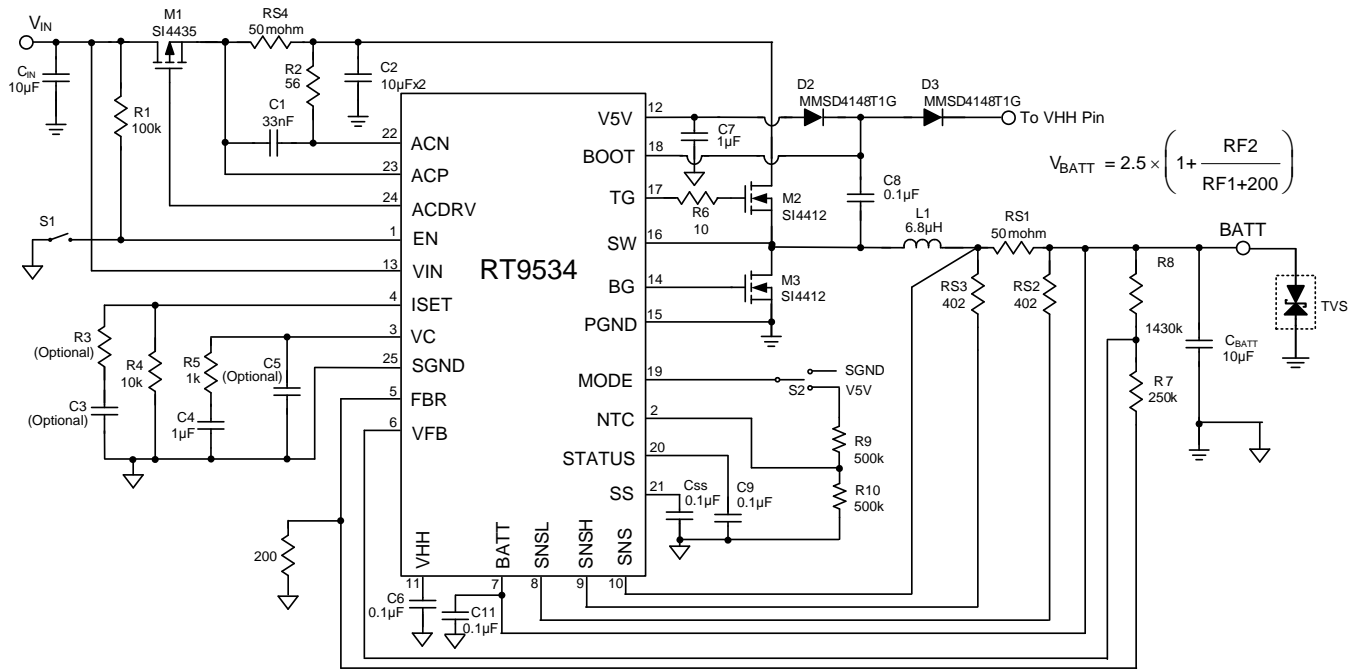 V_IN
C_IN
10µF
M1
SI4435
RS4
50mohm
R1
100k
R2
56
C1
33nF
C2
10µFx2
S1
R3
(Optional)
C3
(Optional)
R4
10k
R5
1k
C4
1µF
C5
(Optional)
200
22
23
24
1
13
4
3
25
5
6
ACN
ACP
ACDRV
EN
VIN
ISET
VC
SGND
FBR
VFB
RT9534
V5V
BOOT
TG
SW
BG
PGND
MODE
NTC
STATUS
SS
12
18
17
16
14
15
19
2
20
21
VHH
BATT
SNSL
SNSH
SNS
11
7
8
9
10
C6
0.1µF
C11
0.1µF
C7
1µF
D2
MMSD4148T1G
D3
MMSD4148T1G
To VHH Pin
V_BATT = 2.5 × (1+ RF2 / RF1+200)
C8
0.1µF
R6
10
M2
SI4412
M3
SI4412
L1
6.8µH
RS1
50mohm
RS3
402
RS2
402
BATT
R8
1430k
R7
250k
C_BATT
10µF
TVS
S2
SGND
V5V
R9
500k
R10
500k
Css
0.1µF
C9
0.1µF